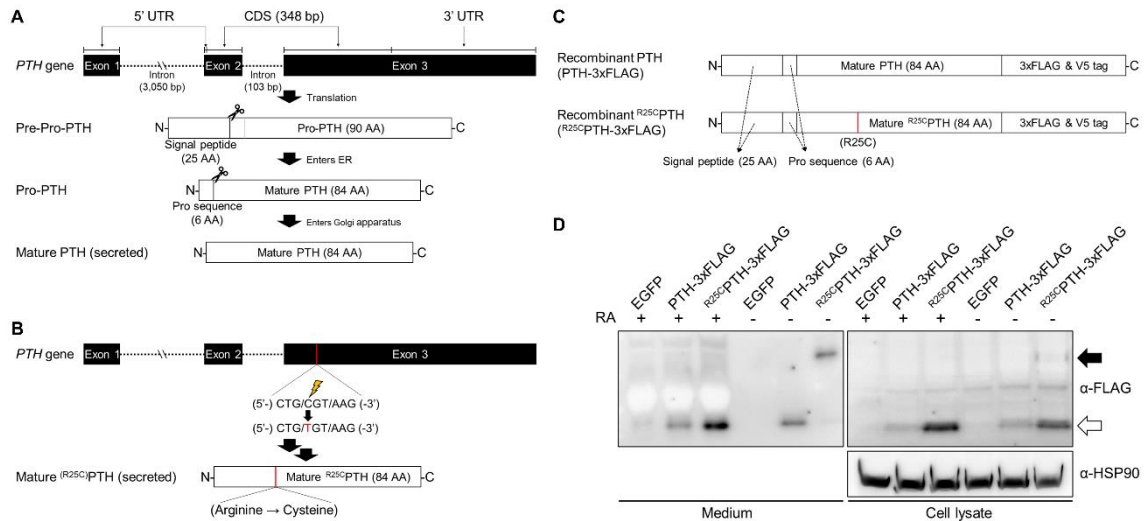 A
5’ UTR
CDS (348 bp)
3’ UTR
PTH gene
Exon 1
Exon 2
Exon 3
Intron
(3,050 bp)
Intron
(103 bp)
Translation
Pre-Pro-PTH
N
Pro-PTH (90 AA)
C
Signal peptide
(25 AA)
Enters ER
Pro-PTH
N
Mature PTH (84 AA)
C
Pro sequence
(6 AA)
Enters Golgi apparatus
Mature PTH (secreted)
N
Mature PTH (84 AA)
C
B
PTH gene
Exon 1
Exon 2
Exon 3
(5’-) CTG/CGT/AAG (-3’)
(5’-) CTG/TGT/AAG (-3’)
Mature (R25C)PTH (secreted)
N
Mature R25CPTH (84 AA)
C
(Arginine → Cysteine)
C
Recombinant PTH
(PTH-3xFLAG)
N
Mature PTH (84 AA)
3xFLAG & V5 tag
C
Recombinant R25CPTH
(R25CPTH-3xFLAG)
N
Mature R25CPTH (84 AA)
3xFLAG & V5 tag
C
(R25C)
Signal peptide (25 AA)
Pro sequence (6 AA)
D
EGFP
PTH-3xFLAG
R25CPTH-3xFLAG
EGFP
PTH-3xFLAG
R25CPTH-3xFLAG
EGFP
PTH-3xFLAG
R25CPTH-3xFLAG
EGFP
PTH-3xFLAG
R25CPTH-3xFLAG
RA + + + - - - + + + - - -
α-FLAG
α-HSP90
Medium
Cell lysate